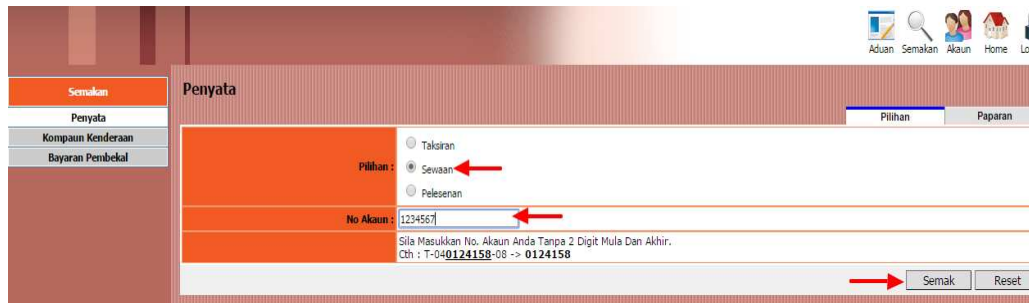 Aduan Semakan Akaun Home
Semakan
Penyata
Kompaun Kenderaan
Bayaran Pembekal
Penyata
Pilihan Paparan
Pilihan :
Taksiran
Sewaan
Pelesenan
No Akaun : 1234567
Sila Masukkan No. Akaun Anda Tanpa 2 Digit Mula Dan Akhir.
Cth : T-040124158-08 -> 0124158
Semak Reset